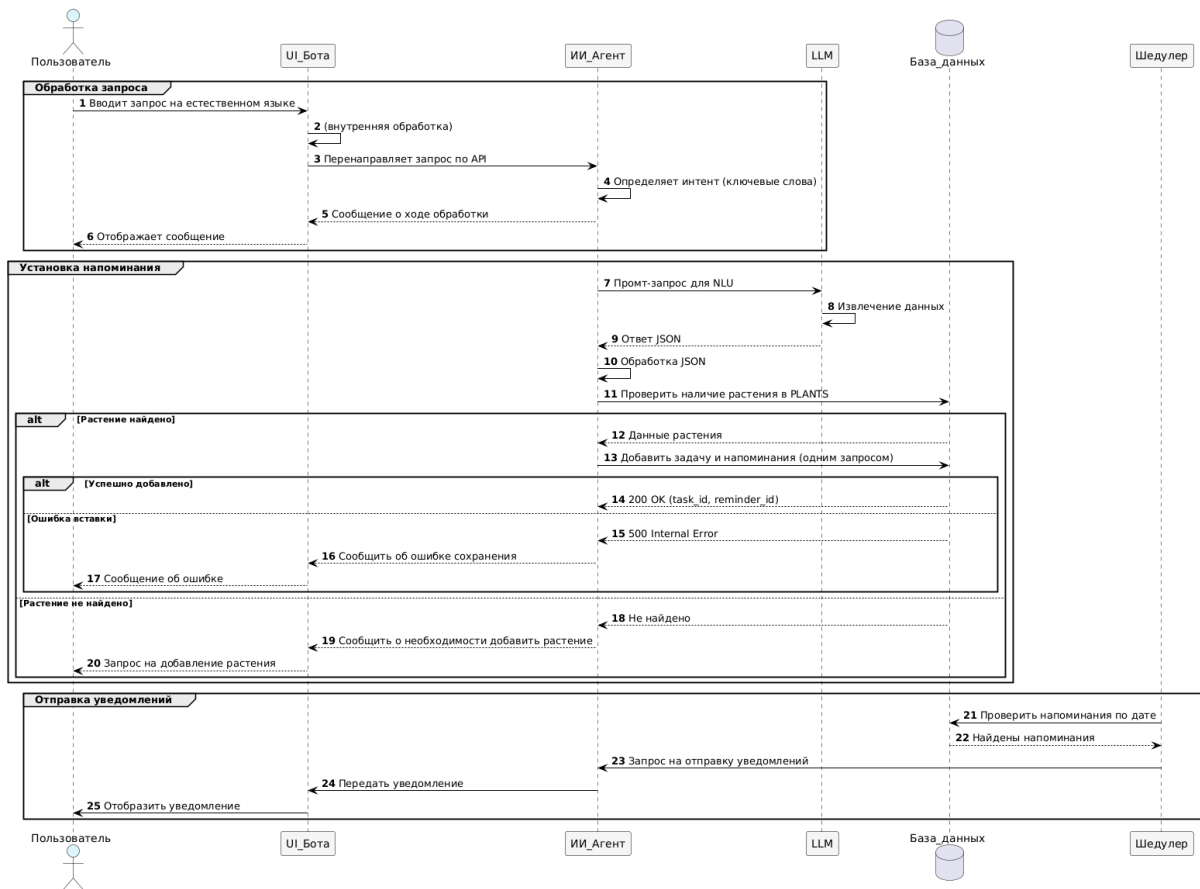 Пользователь
UI_Бота
ИИ_Агент
LLM
База_данных
Шедулер
Обработка запроса
1 Вводит запрос на естественном языке
2 (внутренняя обработка)
3 Перенаправляет запрос по API
4 Определяет интент (ключевые слова)
5 Сообщение о ходе обработки
6 Отображает сообщение
Установка напоминания
7 Промт-запрос для NLU
8 Извлечение данных
9 Ответ JSON
10 Обработка JSON
11 Проверить наличие растения в PLANTS
alt [Растение найдено]
12 Данные растения
13 Добавить задачу и напоминания (одним запросом)
alt [Успешно добавлено]
14 200 OK (task_id, reminder_id)
[Ошибка вставки]
15 500 Internal Error
16 Сообщить об ошибке сохранения
17 Сообщение об ошибке
[Растение не найдено]
18 Не найдено
19 Сообщить о необходимости добавить растение
20 Запрос на добавление растения
Отправка уведомлений
21 Проверить напоминания по дате
22 Найдены напоминания
23 Запрос на отправку уведомлений
24 Передать уведомление
25 Отобразить уведомление
Пользователь
UI_Бота
ИИ_Агент
LLM
База_данных
Шедулер